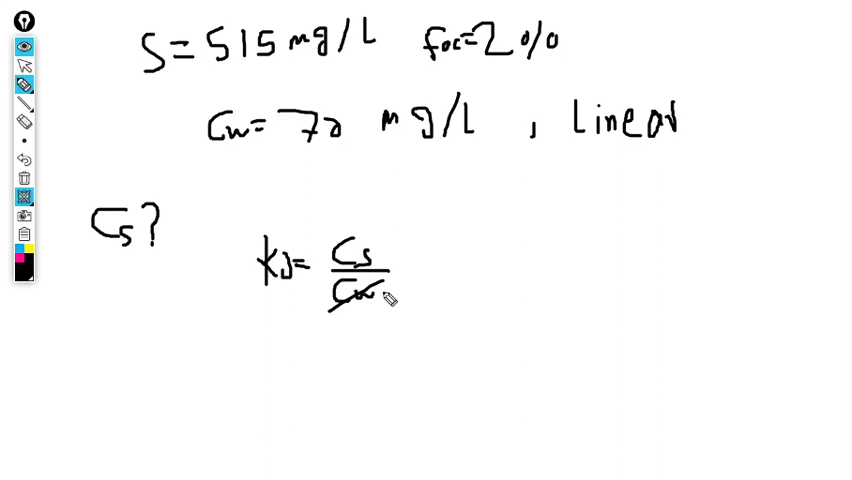 S = 515 mg/L foc=2%
Cw= 70 mg/L , Linear
Cs?
KD= Cs
Cw